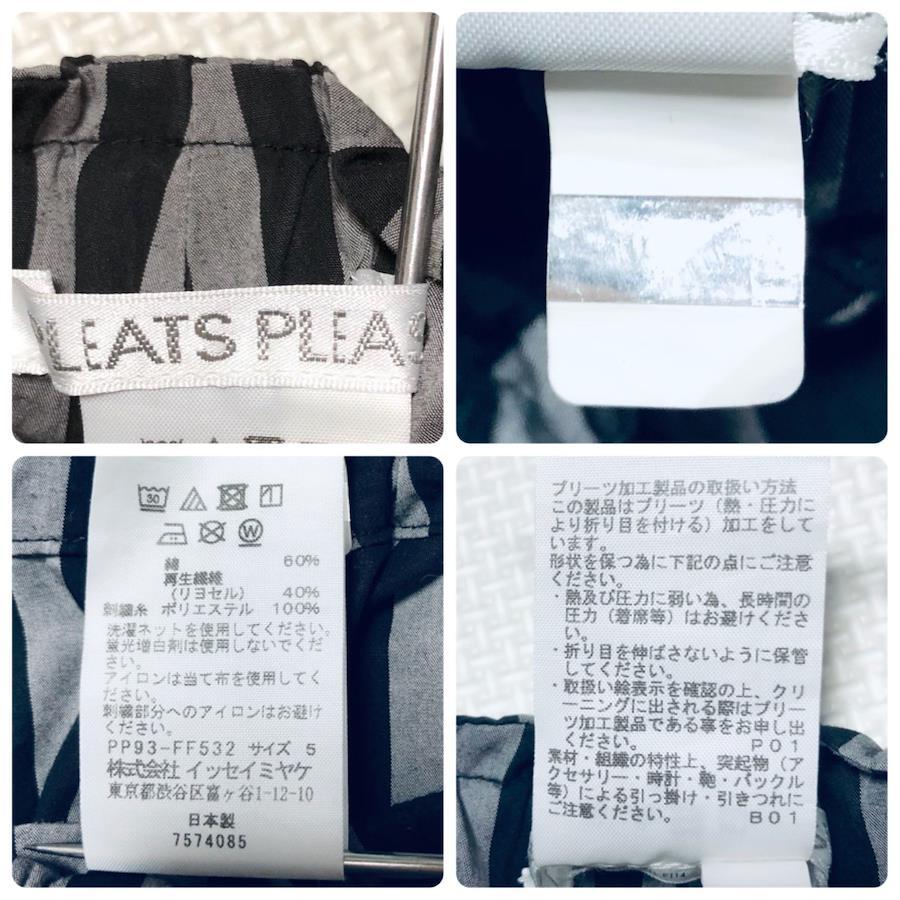 PLEATS PLEAS
30
W
綿 60%
再生繊維
(リヨセル) 40%
刺繍糸 ポリエステル 100%
洗濯ネットを使用してください。
蛍光増白剤は使用しないでくだ
さい。
アイロンは当て布を使用してく
ださい。
刺繍部分へのアイロンはお避け
ください。
PP93-FF532 サイズ 5
株式会社 イッセイミヤケ
東京都渋谷区富ヶ谷1-12-10
日本製
7574085
プリーツ加工製品の取扱い方法
この製品はプリーツ(熱・圧力に
より折り目を付ける)加工をして
います。
形状を保つ為に下記の点にご注意
ください。
・熱及び圧力に弱い為、長時間の
圧力(着席等)はお避けくださ
い。
・折り目を伸ばさないように保管
してください。
・取扱い絵表示を確認の上、クリ
ーニングに出される際はプリー
ツ加工製品である事をお申し出
ください。 P01
素材・組織の特性上、突起物(ア
クセサリー・時計・鞄・バックル
等)による引っ掛け・引きつれに
ご注意ください。 B01